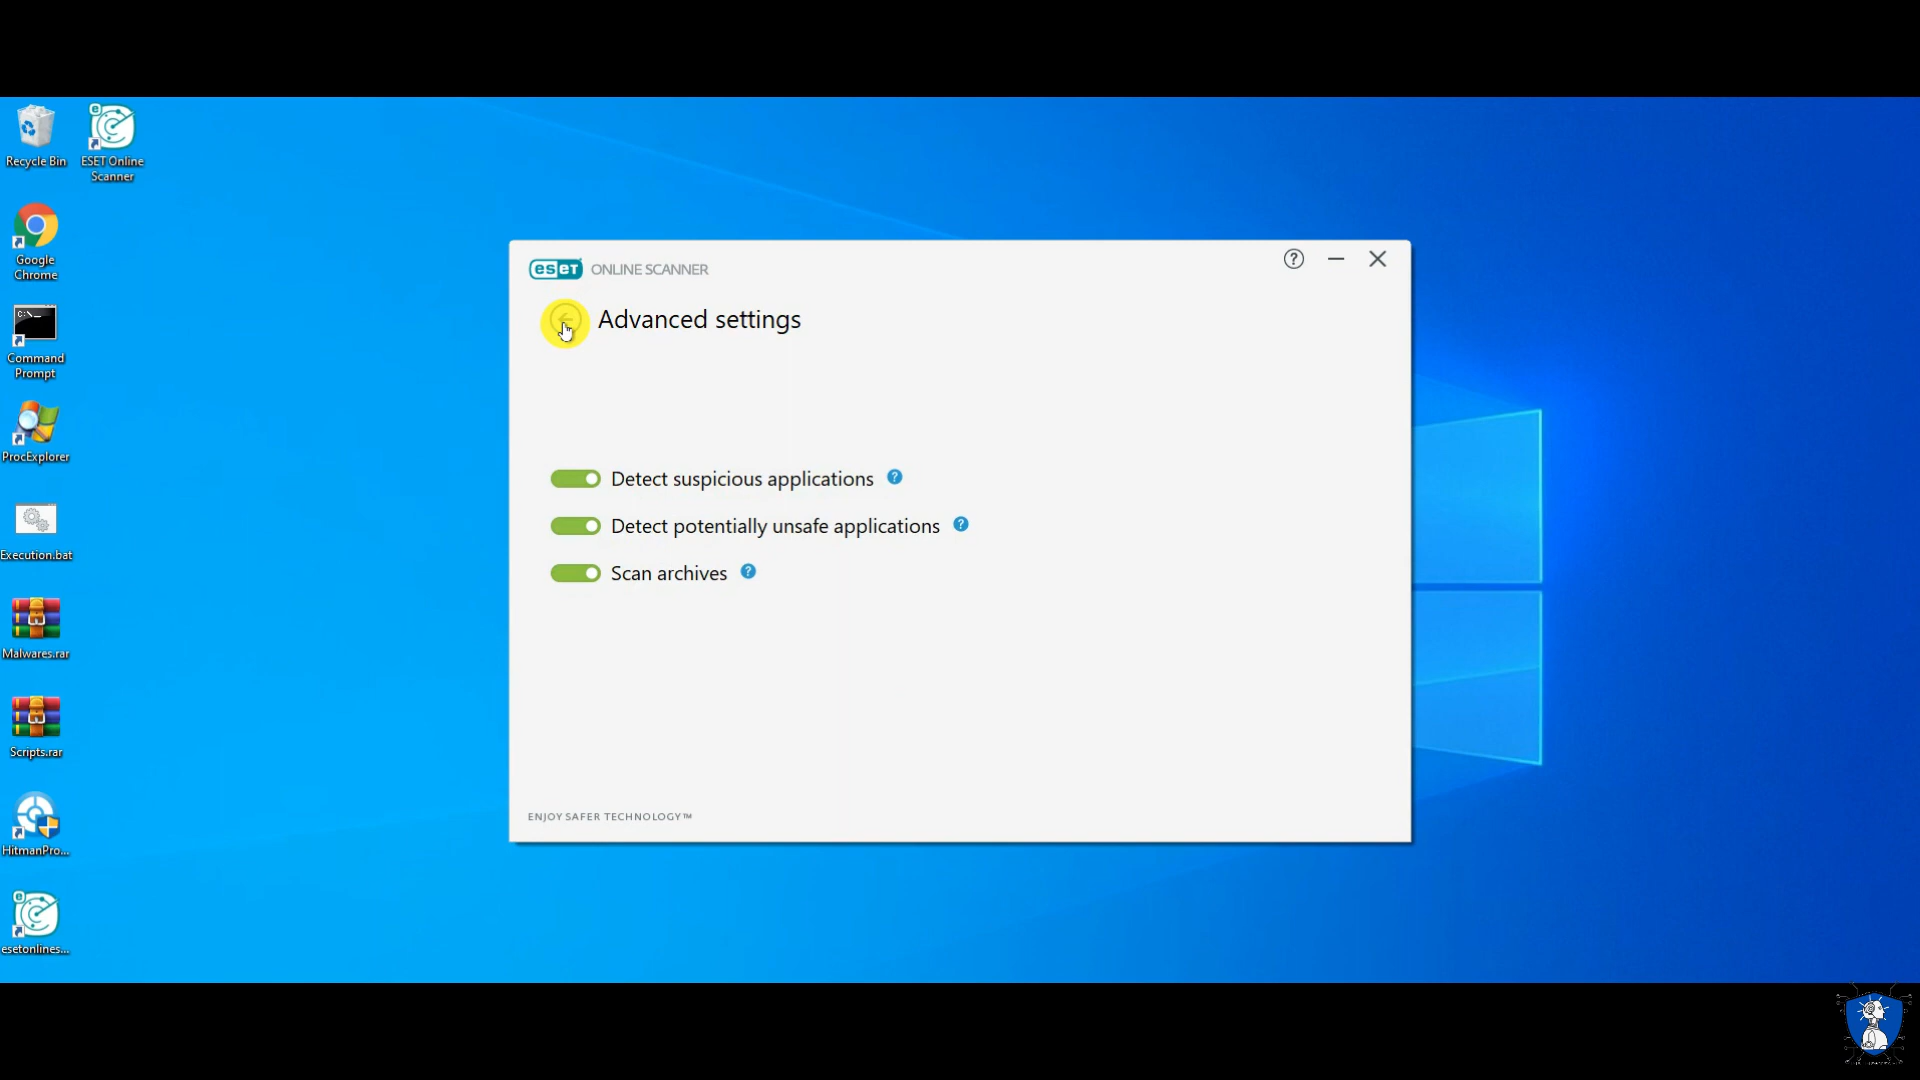 Recycle Bin
ESET Online
Scanner
Google
Chrome
C:\._
Command
Prompt
ProcExplorer
Execution.bat
Malwares.rar
Scripts.rar
HitmanPro...
esetonlines...
eseT ONLINE SCANNER
Advanced settings
Detect suspicious applications
Detect potentially unsafe applications
Scan archives
ENJOY SAFER TECHNOLOGY™